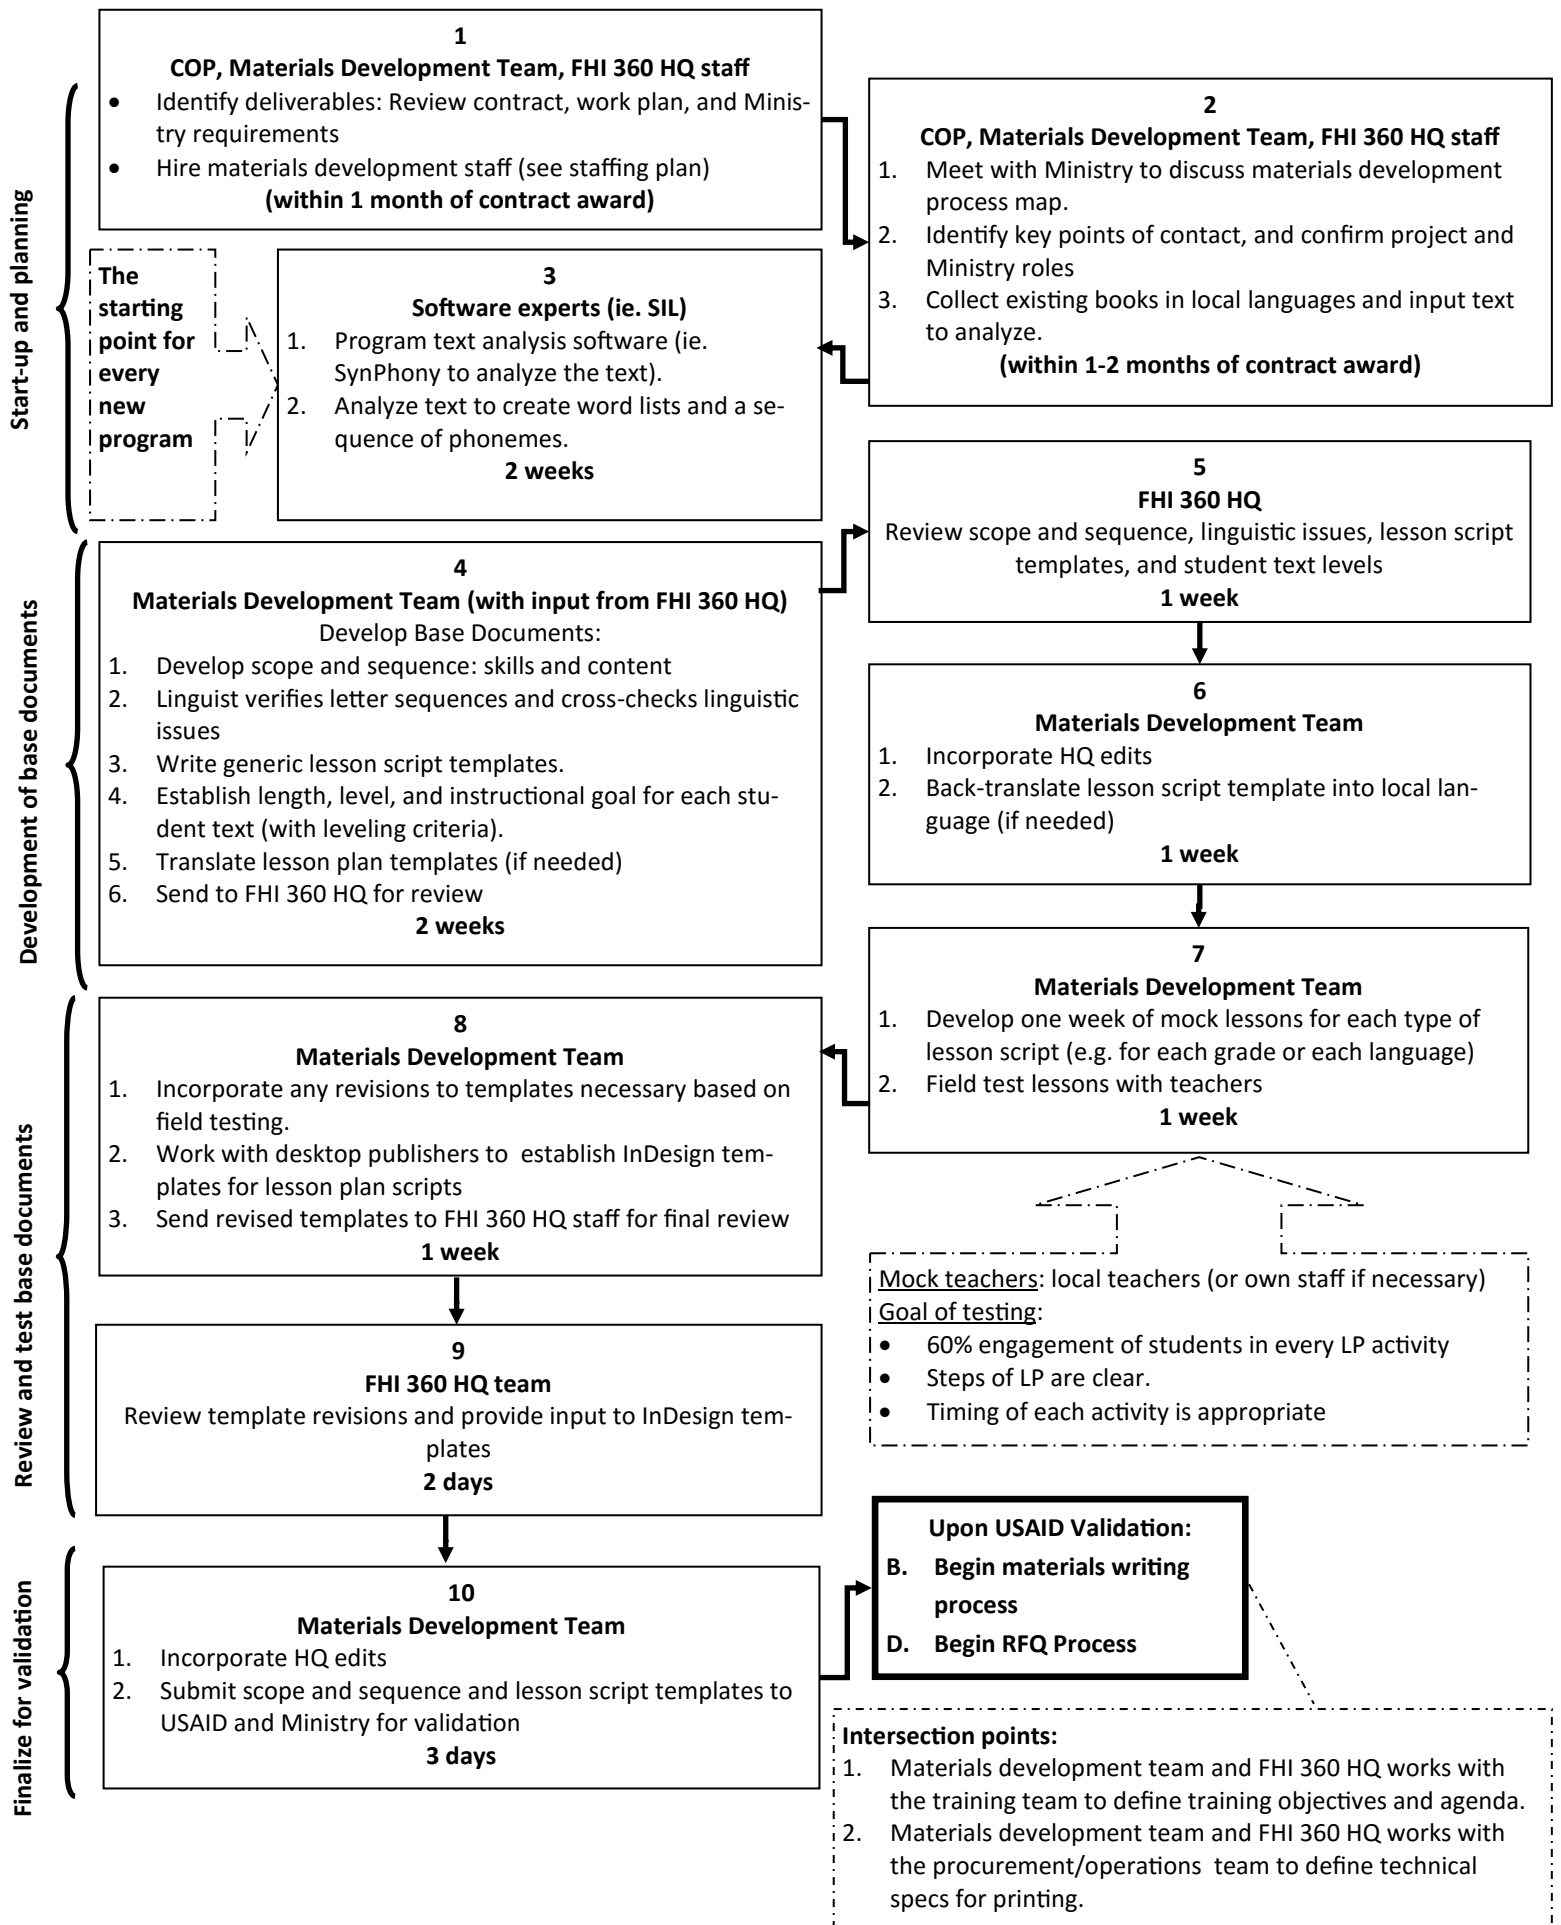 Start-up and planning
1
COP, Materials Development Team, FHI 360 HQ staff
• Identify deliverables: Review contract, work plan, and Minis-
try requirements
• Hire materials development staff (see staffing plan)
(within 1 month of contract award)
2
COP, Materials Development Team, FHI 360 HQ staff
1. Meet with Ministry to discuss materials development
process map.
2. Identify key points of contact, and confirm project and
Ministry roles
3. Collect existing books in local languages and input text
to analyze.
(within 1-2 months of contract award)
The
starting
point for
every
new
program
3
Software experts (ie. SIL)
1. Program text analysis software (ie.
SynPhony to analyze the text).
2. Analyze text to create word lists and a se-
quence of phonemes.
2 weeks
Development of base documents
4
Materials Development Team (with input from FHI 360 HQ)
Develop Base Documents:
1. Develop scope and sequence: skills and content
2. Linguist verifies letter sequences and cross-checks linguistic
issues
3. Write generic lesson script templates.
4. Establish length, level, and instructional goal for each stu-
dent text (with leveling criteria).
5. Translate lesson plan templates (if needed)
6. Send to FHI 360 HQ for review
2 weeks
5
FHI 360 HQ
Review scope and sequence, linguistic issues, lesson script
templates, and student text levels
1 week
6
Materials Development Team
1. Incorporate HQ edits
2. Back-translate lesson script template into local lan-
guage (if needed)
1 week
7
Materials Development Team
1. Develop one week of mock lessons for each type of
lesson script (e.g. for each grade or each language)
2. Field test lessons with teachers
1 week
Mock teachers: local teachers (or own staff if necessary)
Goal of testing:
• 60% engagement of students in every LP activity
• Steps of LP are clear.
• Timing of each activity is appropriate
Review and test base documents
8
Materials Development Team
1. Incorporate any revisions to templates necessary based on
field testing.
2. Work with desktop publishers to establish InDesign tem-
plates for lesson plan scripts
3. Send revised templates to FHI 360 HQ staff for final review
1 week
9
FHI 360 HQ team
Review template revisions and provide input to InDesign tem-
plates
2 days
Finalize for validation
10
Materials Development Team
1. Incorporate HQ edits
2. Submit scope and sequence and lesson script templates to
USAID and Ministry for validation
3 days
Upon USAID Validation:
B. Begin materials writing
process
D. Begin RFQ Process
Intersection points:
1. Materials development team and FHI 360 HQ works with
the training team to define training objectives and agenda.
2. Materials development team and FHI 360 HQ works with
the procurement/operations team to define technical
specs for printing.